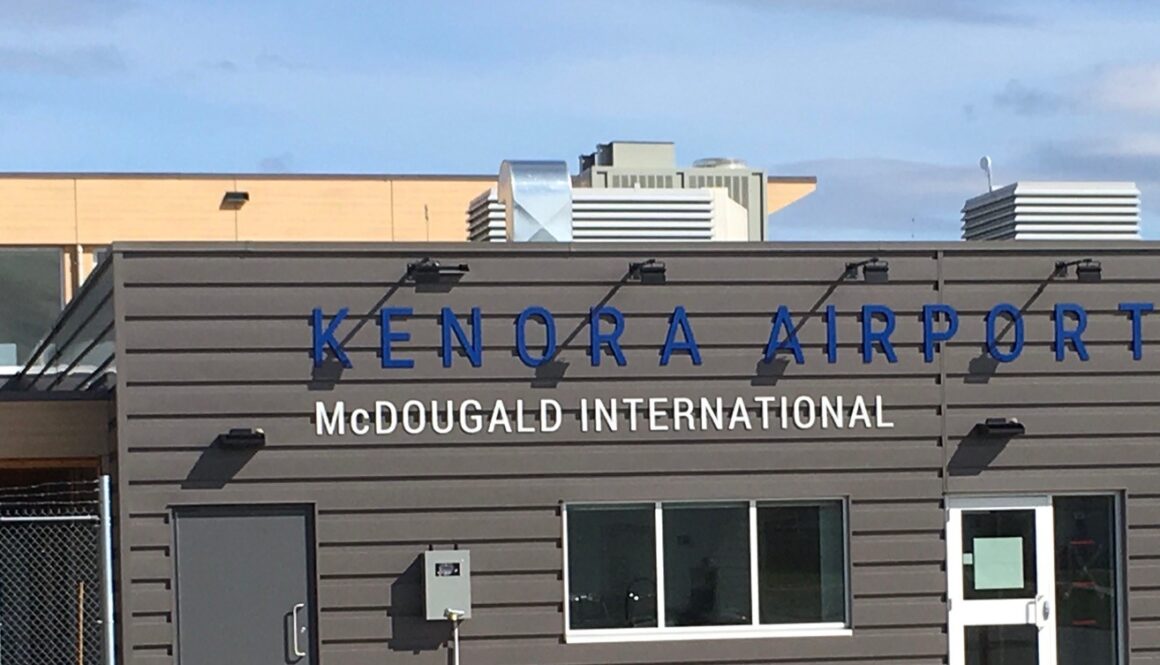 KENORA AIRPORT
McDOUGALD INTERNATIONAL